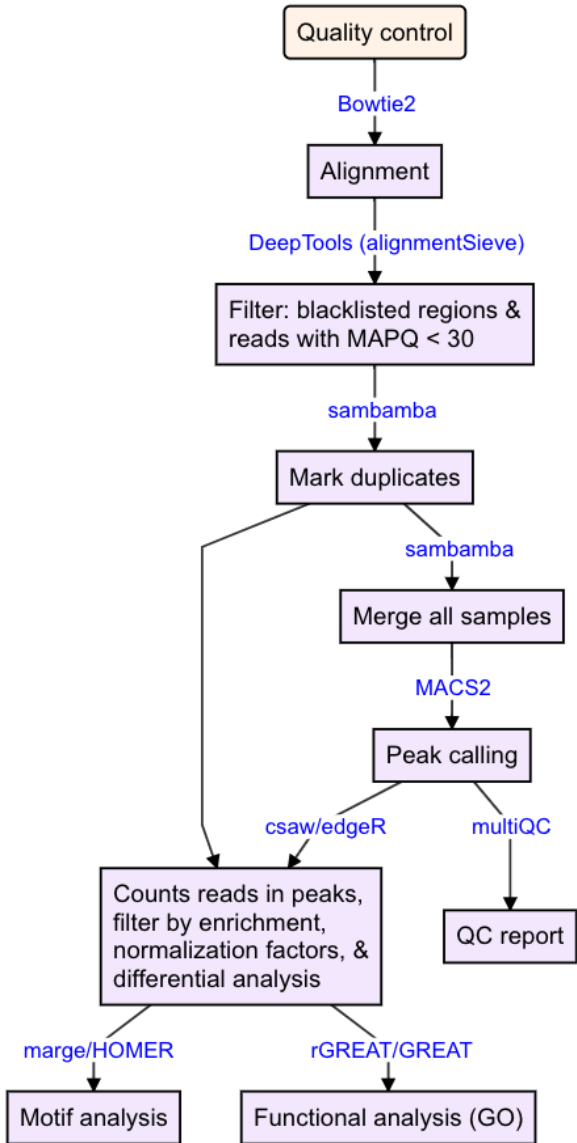 Quality control
Bowtie2
Alignment
DeepTools (alignmentSieve)
Filter: blacklisted regions &
reads with MAPQ < 30
sambamba
Mark duplicates
sambamba
Merge all samples
MACS2
Peak calling
csaw/edgeR
multiQC
Counts reads in peaks,
filter by enrichment,
normalization factors, &
differential analysis
QC report
marge/HOMER
rGREAT/GREAT
Motif analysis
Functional analysis (GO)